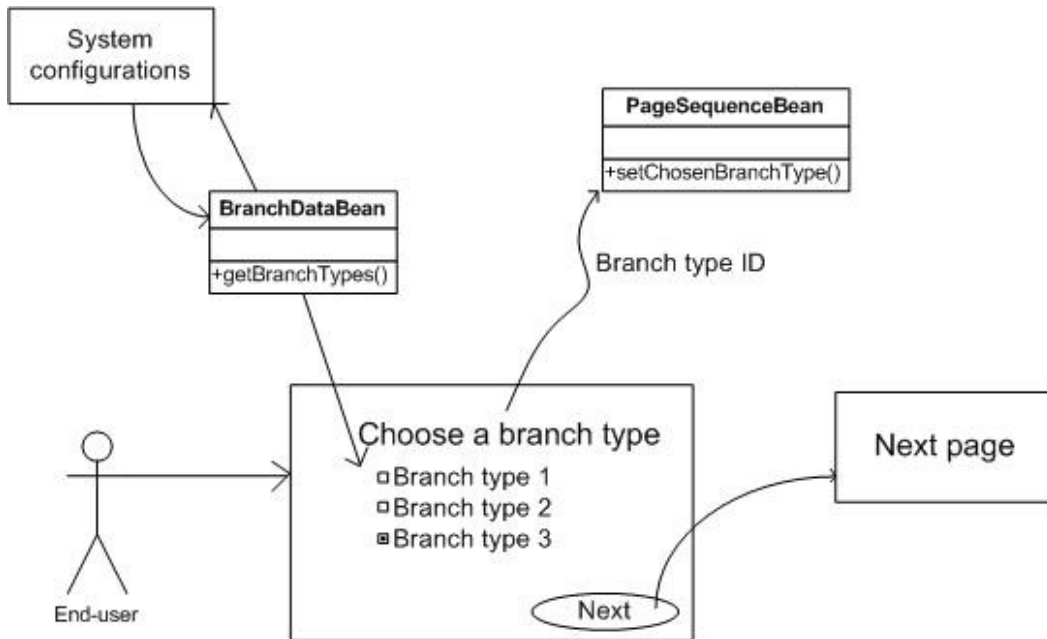 System
configurations
PageSequenceBean
+setChosenBranchType()
BranchDataBean
+getBranchTypes()
Branch type ID
Choose a branch type
Branch type 1
Branch type 2
Branch type 3
Next
Next page
End-user